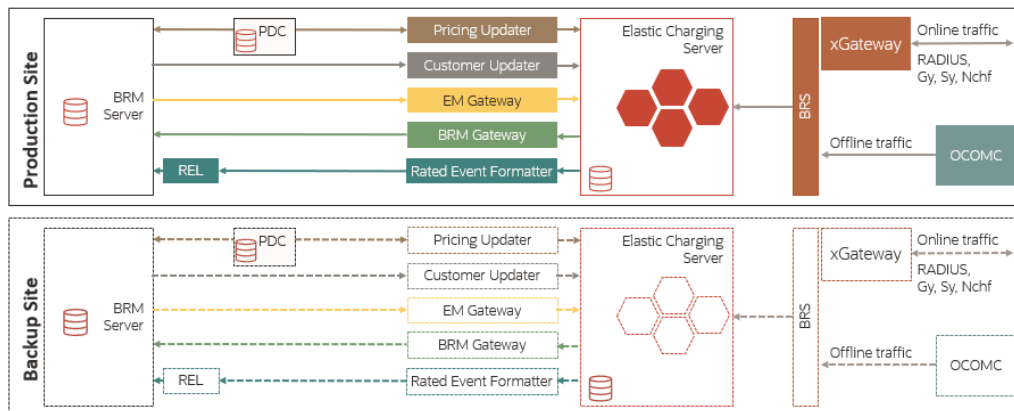 Production Site
BRM
Server
PDC
Pricing Updater
Customer Updater
EM Gateway
BRM Gateway
REL
Rated Event Formatter
Elastic Charging
Server
BRS
xGateway
Online traffic
RADIUS,
Gy, Sy, Nchf
Offline traffic
OCOMC
Backup Site
BRM
Server
PDC
Pricing Updater
Customer Updater
EM Gateway
BRM Gateway
REL
Rated Event Formatter
Elastic Charging
Server
BRS
xGateway
Online traffic
RADIUS,
Gy, Sy, Nchf
Offline traffic
OCOMC